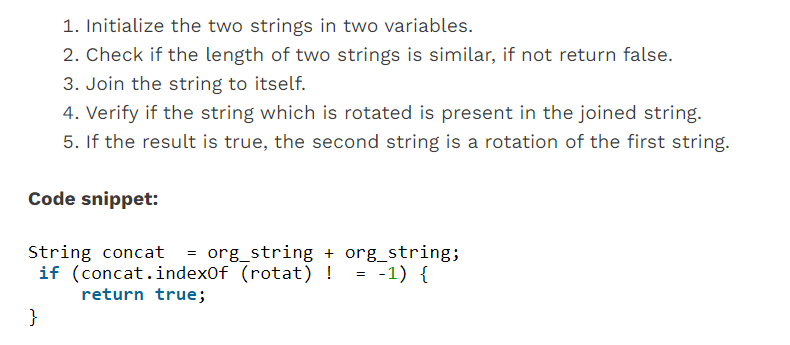 1. Initialize the two strings in two variables.
2. Check if the length of two strings is similar, if not return false.
3. Join the string to itself.
4. Verify if the string which is rotated is present in the joined string.
5. If the result is true, the second string is a rotation of the first string.
Code snippet:
String concat  = org_string + org_string;
if (concat.indexOf (rotat) !  = -1) {
return true;
}